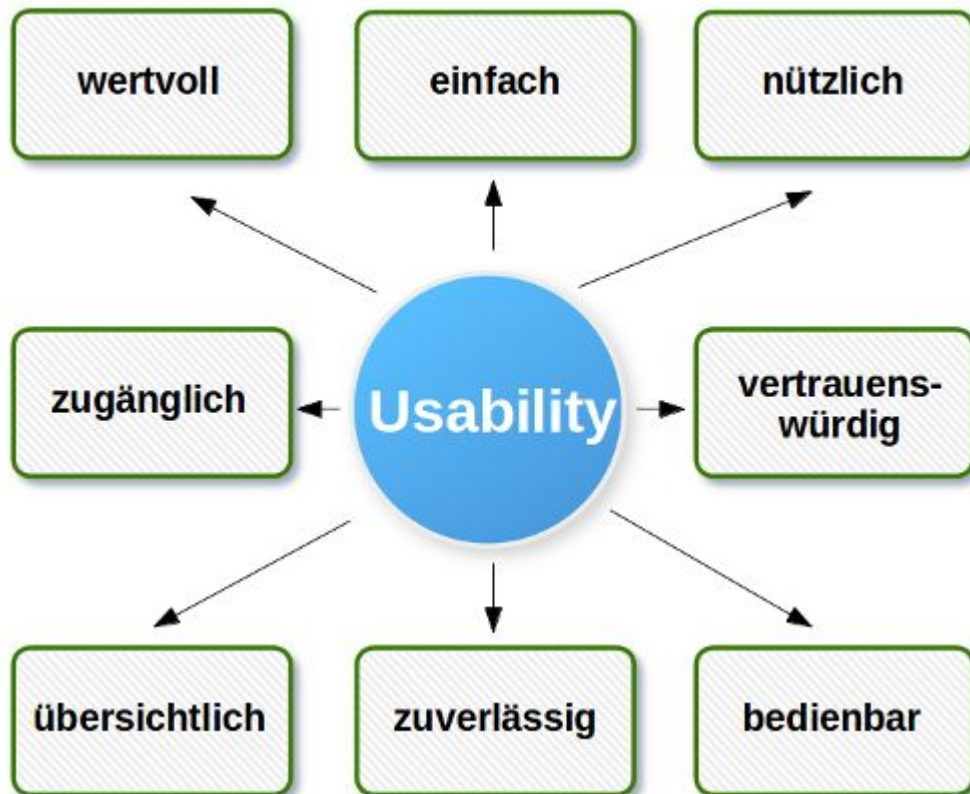 wertvoll
einfach
nützlich
zugänglich
Usability
vertrauens-
würdig
übersichtlich
zuverlässig
bedienbar